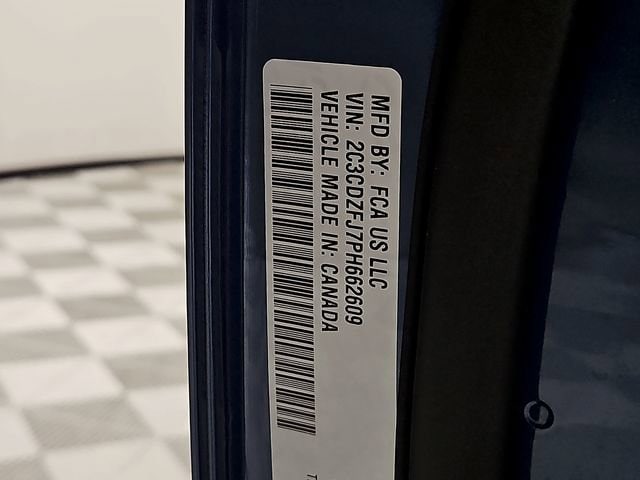 MFD BY: FCA US LLC
VIN: 2C3CDZFJ7PH662609
VEHICLE MADE IN: CANADA